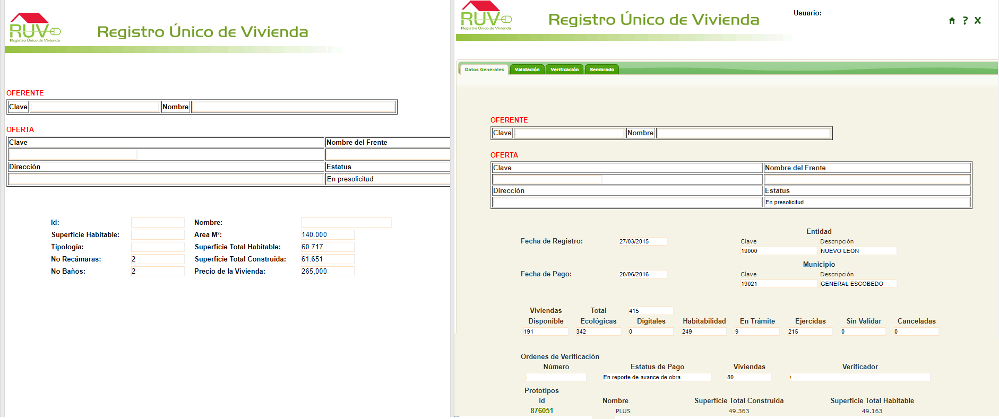 RUV
Registro Único de Vivienda
Registro Único de Vivienda
OFERENTE
Clave Nombre
OFERTA
Clave Nombre del Frente
Dirección Estatus
En presolicitud
Id: Nombre:
Superficie Habitable: Area M²: 140.000
Tipología: Superficie Total Habitable: 60.717
No Recámaras: 2 Superficie Total Construida: 61.651
No Baños: 2 Precio de la Vivienda: 265,000
RUV
Registro Único de Vivienda
Registro Único de Vivienda
Usuario:
? X
Datos Generales Validación Verificación Sembrado
OFERENTE
Clave Nombre
OFERTA
Clave Nombre del Frente
Dirección Estatus
En presolicitud
Entidad
Fecha de Registro: 27/03/2015 Clave Descripción
19000 NUEVO LEON
Municipio
Fecha de Pago: 20/06/2016 Clave Descripción
19021 GENERAL ESCOBEDO
Viviendas Total 415
Disponible Ecológicas Digitales Habitabilidad En Trámite Ejercidas Sin Validar Canceladas
191 342 0 249 9 215 0 0
Ordenes de Verificación
Número Estatus de Pago Viviendas Verificador
En reporte de avance de obra 80
Prototipos
Id Nombre Superficie Total Construida Superficie Total Habitable
876051 PLUS 49.363 49.163